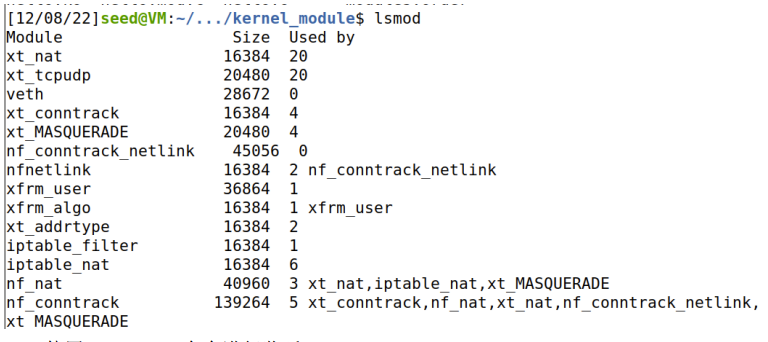 [12/08/22]seed@VM:~/.../kernel_module$ lsmod
Module                  Size  Used by
xt_nat                 16384  20
xt_tcpudp              20480  20
veth                   28672  0
xt_conntrack           16384  4
xt_MASQUERADE          20480  4
nf_conntrack_netlink    45056  0
nfnetlink              16384  2 nf_conntrack_netlink
xfrm_user              36864  1
xfrm_algo              16384  1 xfrm_user
xt_addrtype            16384  2
iptable_filter         16384  1
iptable_nat            16384  6
nf_nat                 40960  3 xt_nat,iptable_nat,xt_MASQUERADE
nf_conntrack          139264  5 xt_conntrack,nf_nat,xt_nat,nf_conntrack_netlink,
xt_MASQUERADE